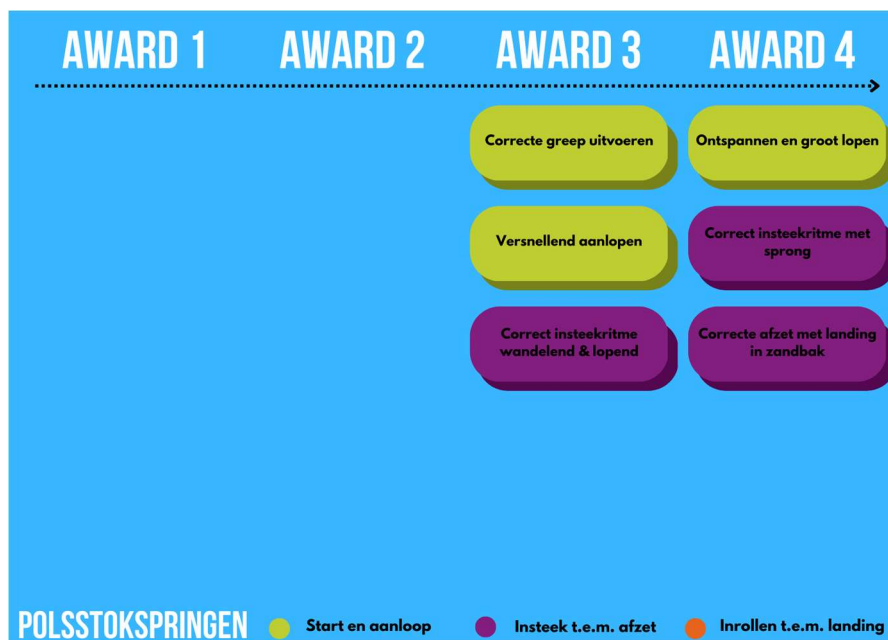 AWARD 1
AWARD 2
AWARD 3
AWARD 4
Correcte greep uitvoeren
Ontspannen en groot lopen
Versnellend aanlopen
Correct insteekritme met
sprong
Correct insteekritme
wandelend & lopend
Correcte afzet met landing
in zandbak
POLSSTOKSPRINGEN
Start en aanloop
Insteek t.e.m. afzet
Inrollen t.e.m. landing